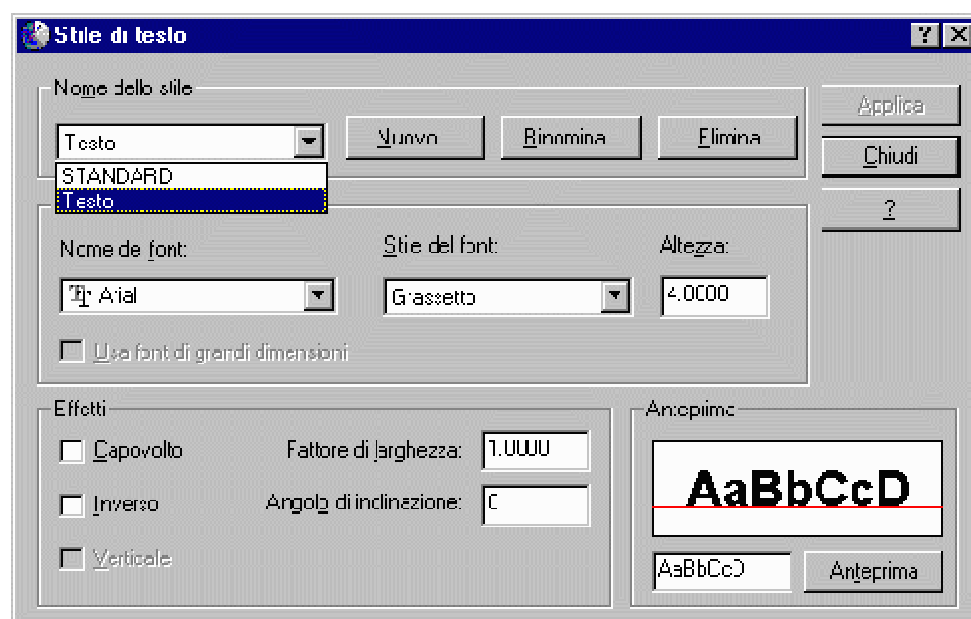 Stile di testo
Nome dello stile
Testo
Nuovo
Rinomina
Elimina
Applica
Chiudi
?
STANDARD
Testo
Nome del font:
Stile del font:
Altezza:
Arial
Grassetto
4.0000
Usa font di grandi dimensioni
Effetti
Capovolto
Inverso
Verticale
Fattore di larghezza:
1.0000
Angolo di inclinazione:
0
Anteprima
AaBbCcD
AaBbCcD
Anteprima